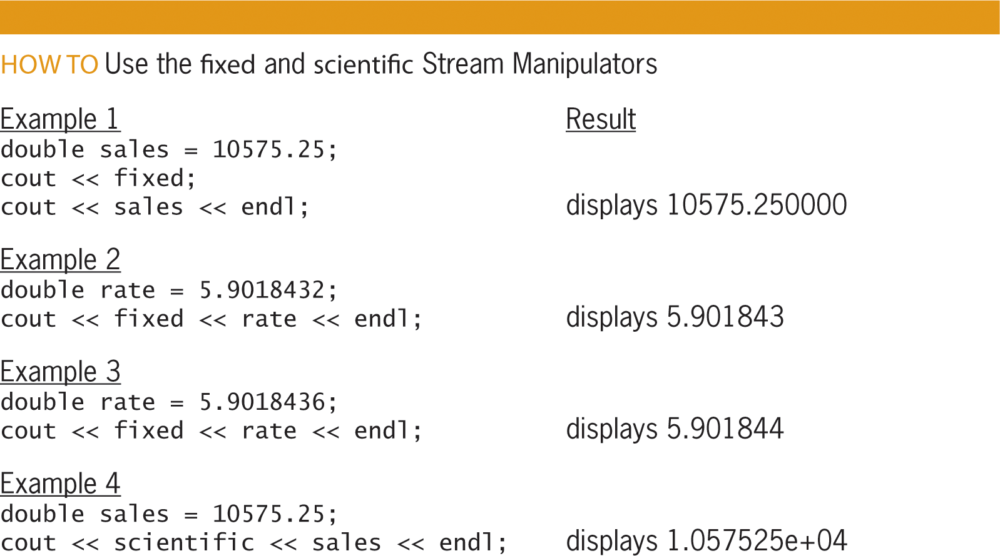 HOW TO Use the fixed and scientific Stream Manipulators
Example 1 Result
double sales = 10575.25;
cout << fixed;
cout << sales << endl; displays 10575.250000
Example 2
double rate = 5.9018432;
cout << fixed << rate << endl; displays 5.901843
Example 3
double rate = 5.9018436;
cout << fixed << rate << endl; displays 5.901844
Example 4
double sales = 10575.25;
cout << scientific << sales << endl; displays 1.057525e+04